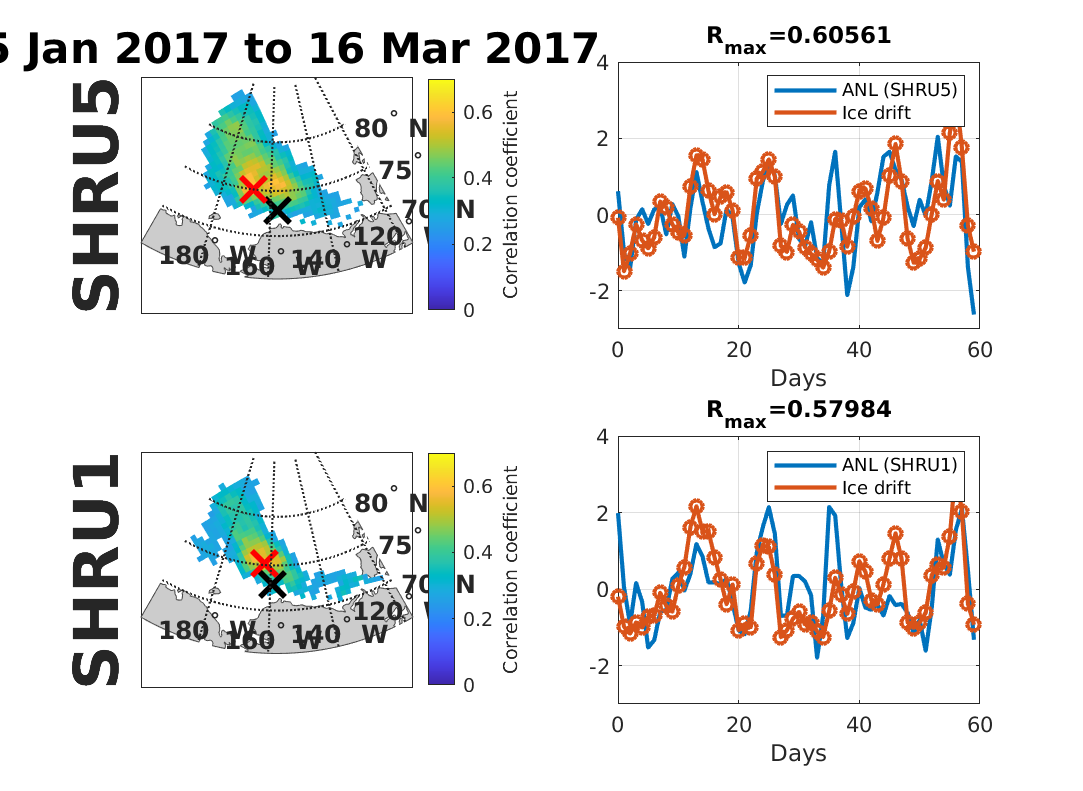 5 Jan 2017 to 16 Mar 2017
SHRU5
80° N
75°
70 N
120°
W
180° W
160° W
140°
0.6
0.4
0.2
0
Correlation coefficient
Rmax=0.60561
ANL (SHRU5)
Ice drift
4
2
0
-2
0 20 40 60
Days
SHRU1
80° N
75°
70 N
120°
W
180° W
160° W
140°
0.6
0.4
0.2
0
Correlation coefficient
Rmax=0.57984
ANL (SHRU1)
Ice drift
4
2
0
-2
0 20 40 60
Days